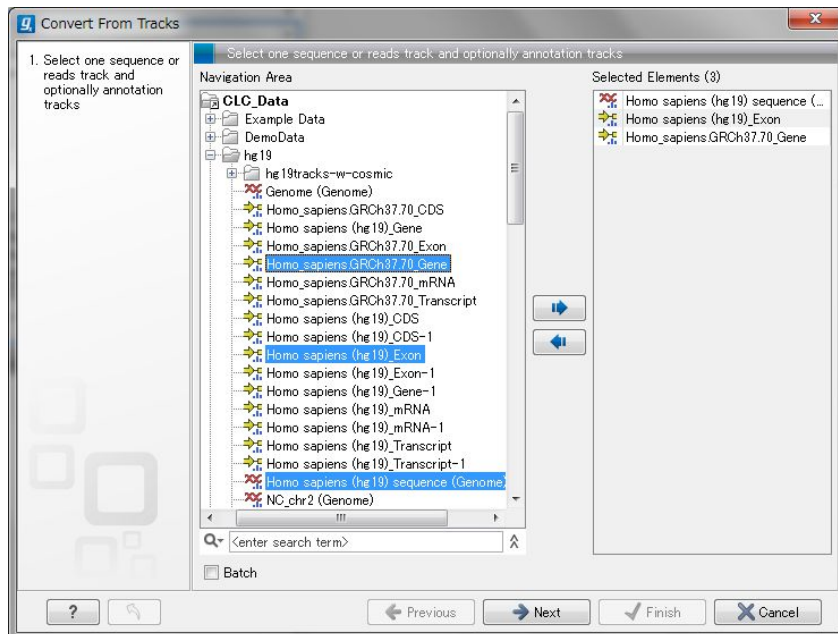 Convert From Tracks
1. Select one sequence or
reads track and
optionally annotation
tracks
Select one sequence or reads track and optionally annotation tracks
Navigation Area
CLC_Data
Example Data
DemoData
hg19
hg19tracks-w-cosmic
Genome (Genome)
Homo_sapiens.GRCh37.70_CDS
Homo sapiens (hg19)_Gene
Homo_sapiens.GRCh37.70_Exon
Homo_sapiens.GRCh37.70_Gene
Homo_sapiens.GRCh37.70_mRNA
Homo_sapiens.GRCh37.70_Transcript
Homo sapiens (hg19)_CDS
Homo sapiens (hg19)_CDS-1
Homo sapiens (hg19)_Exon
Homo sapiens (hg19)_Exon-1
Homo sapiens (hg19)_Gene-1
Homo sapiens (hg19)_mRNA
Homo sapiens (hg19)_mRNA-1
Homo sapiens (hg19)_Transcript
Homo sapiens (hg19)_Transcript-1
Homo sapiens (hg19) sequence (Genome)
NC_chr2 (Genome)
<enter search term>
Batch
Selected Elements (3)
Homo sapiens (hg19) sequence (...
Homo sapiens (hg19)_Exon
Homo_sapiens.GRCh37.70_Gene
? Previous Next Finish Cancel